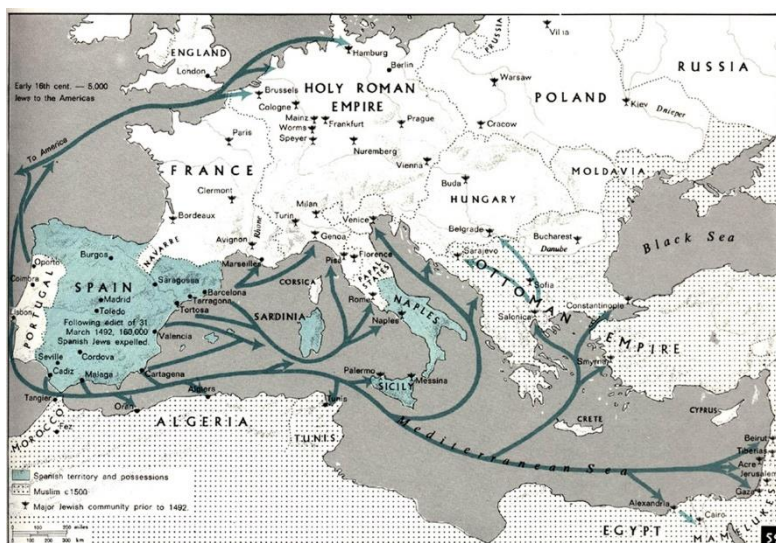 ENGLAND
London
Early 16th cent. — 5,000
Jews to the Americas
To America
Hamburg
Berlin
Brussels
Cologne
HOLY ROMAN
EMPIRE
Mainz
Frankfurt
Worms
Speyer
Prague
Nuremberg
Vienna
PRUSSIA
Warsaw
POLAND
Cracow
RUSSIA
Kiev
Dnieper
MOLDAVIA
Paris
FRANCE
Clermont
Bordeaux
Avignon
Rhone
Marseilles
NAVARRE
Milan
Turin
Venice
Genoa
Pisa
Florence
PAPAL
STATES
Rome
CORSICA
SARDINIA
NAPLES
Naples
Buda
HUNGARY
Belgrade
Bucharest
Danube
Sarajevo
Sofia
Salonica
OTTOMAN
EMPIRE
Constantinople
Smyrna
Black Sea
Oporto
Coimbra
Lisbon
PORTUGAL
Burgos
SPAIN
Madrid
Toledo
Following edict of 31
March 1492, 160,000
Spanish Jews expelled.
Saragossa
Barcelona
Tarragona
Tortosa
Valencia
Seville
Cordova
Cadiz
Malaga
Cartagena
Tangier
MOROCCO
Fez
Oran
Algiers
ALGERIA
Tunis
TUNIS
Palermo
SICILY
Messina
Mediterranean Sea
CRETE
CYPRUS
Beirut
Tiberias
Acre
Jerusalem
Gaza
Alexandria
Cairo
EGYPT
MAMELUKES
Spanish territory and possessions
Muslim c1500
Major Jewish community prior to 1492.